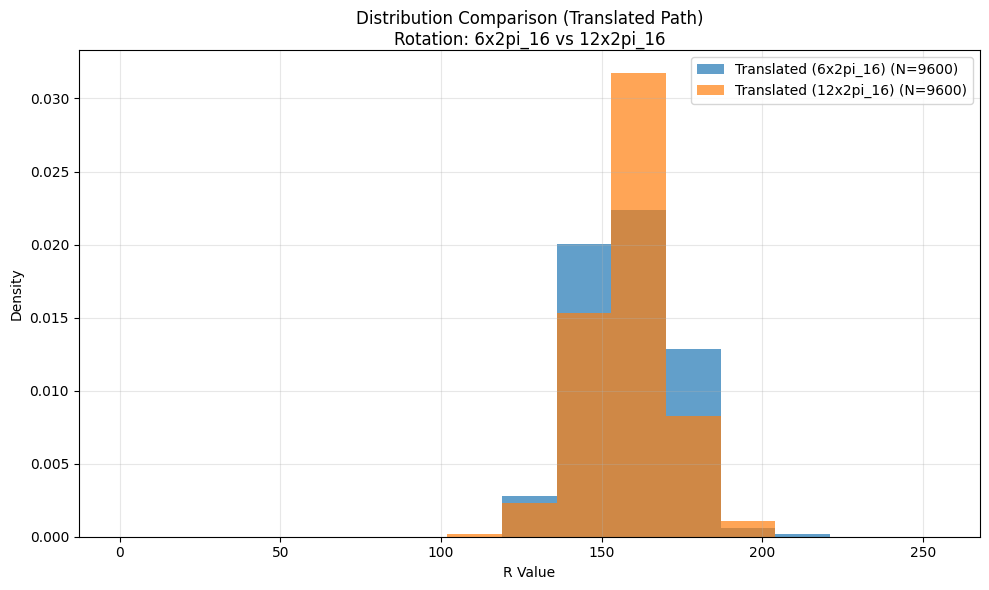 Distribution Comparison (Translated Path)
Rotation: 6x2pi_16 vs 12x2pi_16
Translated (6x2pi_16) (N=9600)
Translated (12x2pi_16) (N=9600)
Density
0.030
0.025
0.020
0.015
0.010
0.005
0.000
0 50 100 150 200 250
R Value